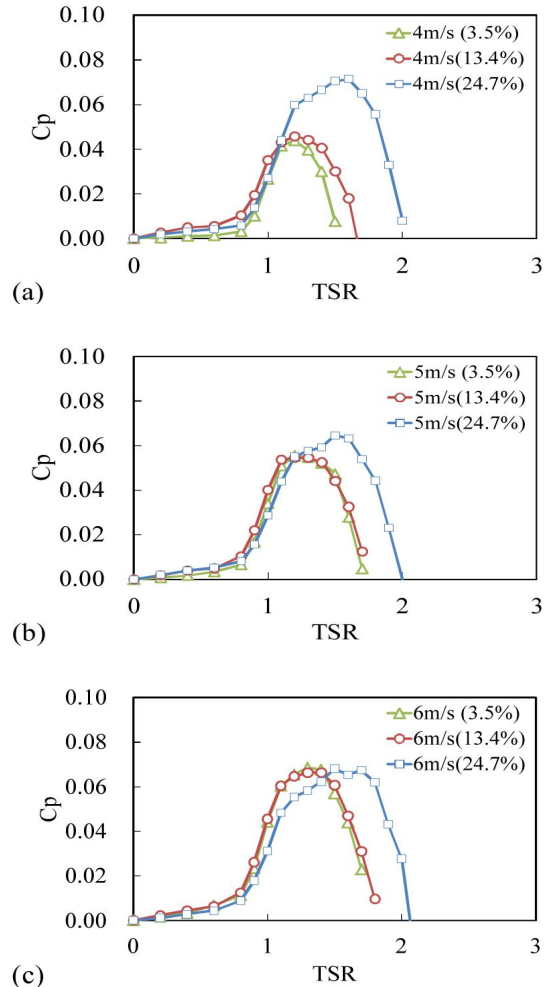 0.10
4m/s (3.5%)
4m/s(13.4%)
4m/s(24.7%)
0.08
0.06
Cp
0.04
0.02
0.00
0 1 2 3
(a) TSR
0.10
5m/s (3.5%)
5m/s(13.4%)
5m/s(24.7%)
0.08
0.06
Cp
0.04
0.02
0.00
0 1 2 3
(b) TSR
0.10
6m/s (3.5%)
6m/s(13.4%)
6m/s(24.7%)
0.08
0.06
Cp
0.04
0.02
0.00
0 1 2 3
(c) TSR